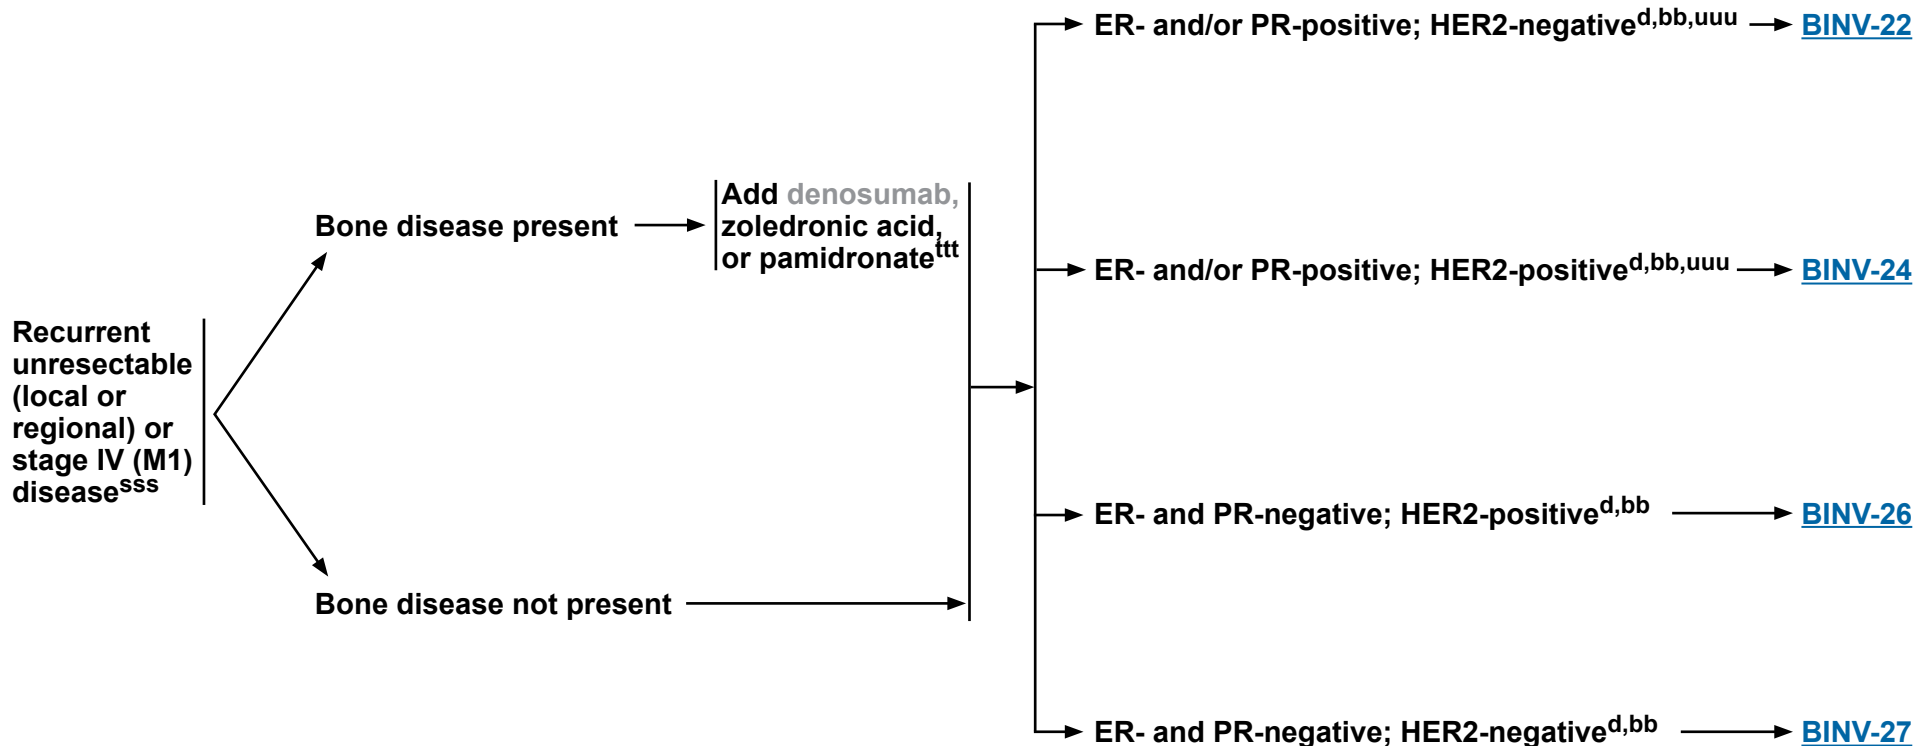 ER- and/or PR-positive; HER2-negatived,bb,uuu
BINV-22
Add denosumab,
zoledronic acid,
or pamidronatettt
Bone disease present
ER- and/or PR-positive; HER2-positived,bb,uuu
BINV-24
Recurrent
unresectable
(local or
regional) or
stage IV (M1)
diseasesss
ER- and PR-negative; HER2-positived,bb
BINV-26
Bone disease not present
ER- and PR-negative; HER2-negatived,bb
BINV-27